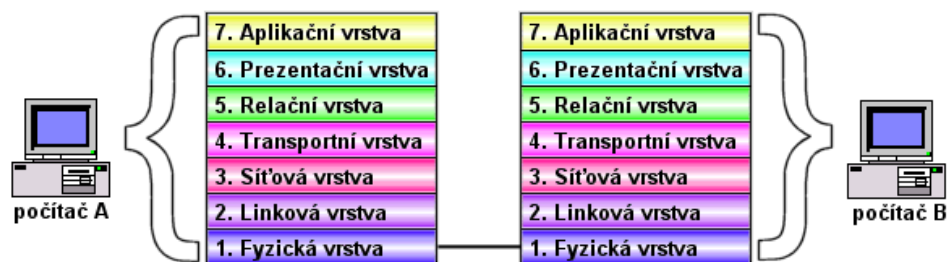 7. Aplikační vrstva
6. Prezentační vrstva
5. Relační vrstva
4. Transportní vrstva
3. Síťová vrstva
2. Linková vrstva
1. Fyzická vrstva
počítač A
7. Aplikační vrstva
6. Prezentační vrstva
5. Relační vrstva
4. Transportní vrstva
3. Síťová vrstva
2. Linková vrstva
1. Fyzická vrstva
počítač B